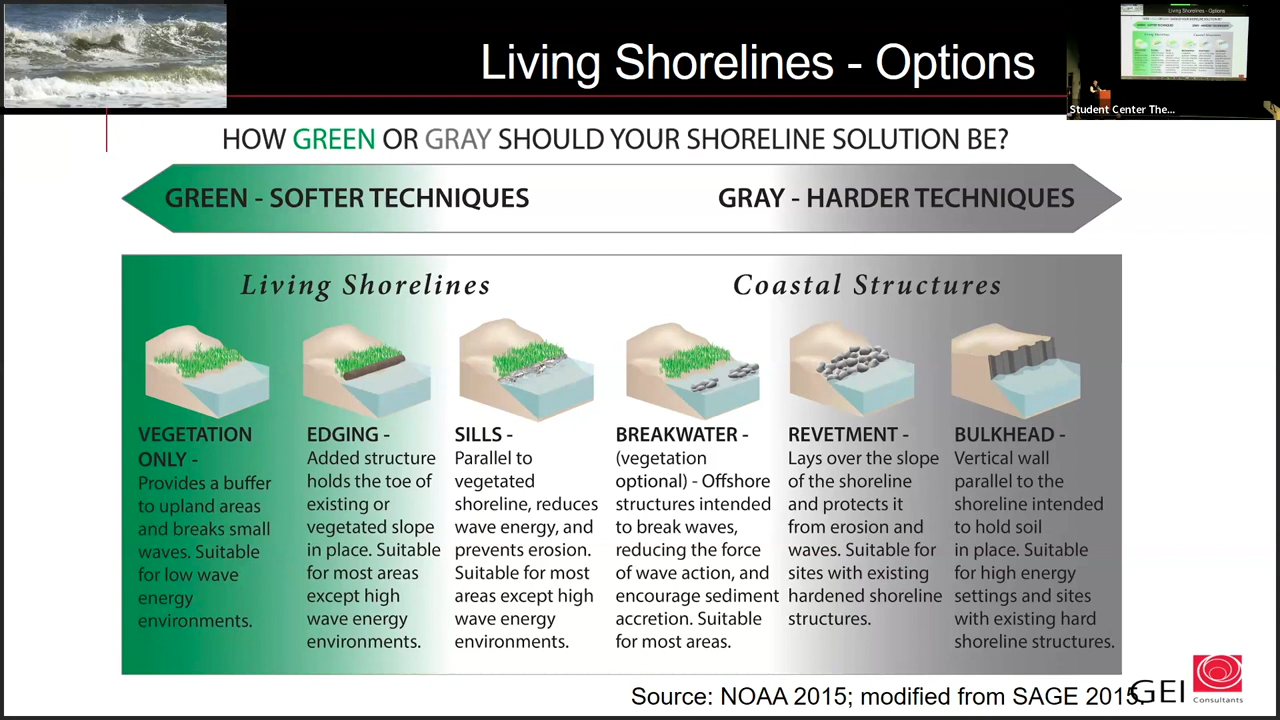 Living Shorelines - Options
Living Shorelines - Options
Student Center The...
HOW GREEN OR GRAY SHOULD YOUR SHORELINE SOLUTION BE?
GREEN - SOFTER TECHNIQUES
GRAY - HARDER TECHNIQUES
Living Shorelines
Coastal Structures
VEGETATION
ONLY -
Provides a buffer
to upland areas
and breaks small
waves. Suitable
for low wave
energy
environments.
EDGING -
Added structure
holds the toe of
existing or
vegetated slope
in place. Suitable
for most areas
except high
wave energy
environments.
SILLS -
Parallel to
vegetated
shoreline, reduces
wave energy, and
prevents erosion.
Suitable for most
areas except high
wave energy
environments.
BREAKWATER -
(vegetation
optional) - Offshore
structures intended
to break waves,
reducing the force
of wave action, and
encourage sediment
accretion. Suitable
for most areas.
REVETMENT -
Lays over the slope
of the shoreline
and protects it
from erosion and
waves. Suitable for
sites with existing
hardened shoreline
structures.
BULKHEAD -
Vertical wall
parallel to the
shoreline intended
to hold soil
in place. Suitable
for high energy
settings and sites
with existing hard
shoreline structures.
Source: NOAA 2015; modified from SAGE 2015.
GEI
Consultants